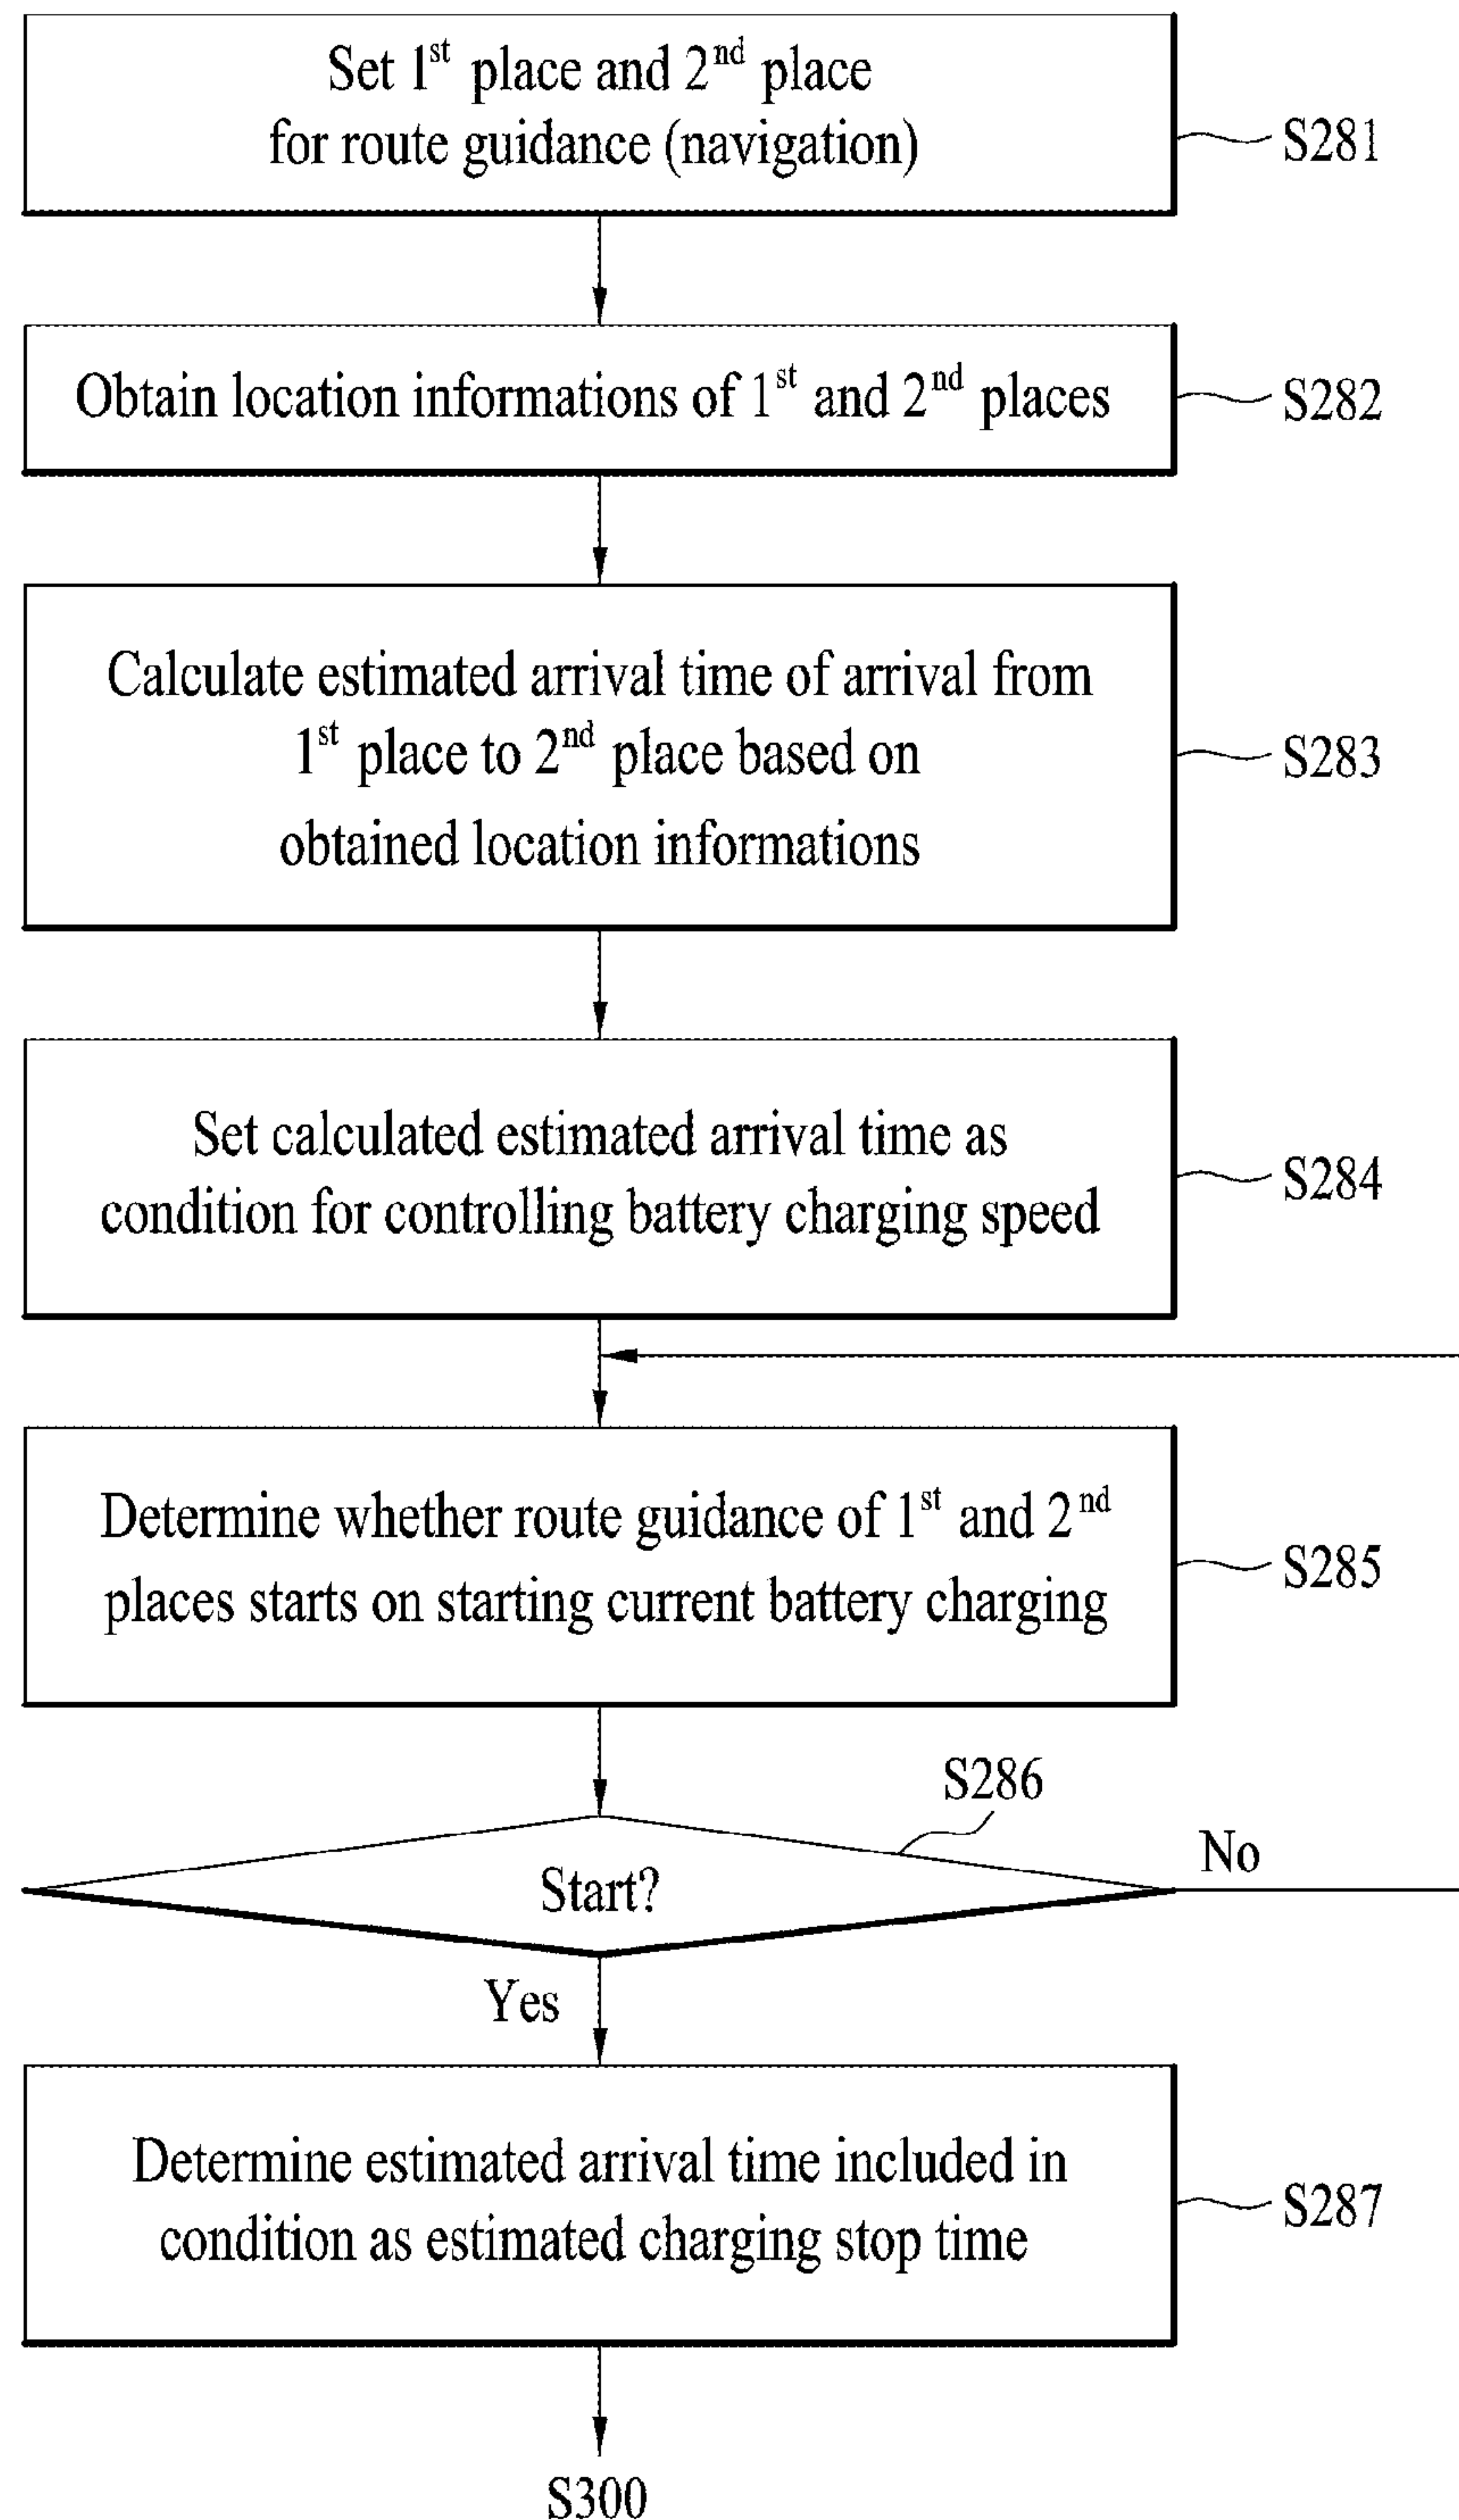 Set 1st place and 2nd place
for route guidance (navigation)
S281
Obtain location informations of 1st and 2nd places
S282
Calculate estimated arrival time of arrival from
1st place to 2nd place based on
obtained location informations
S283
Set calculated estimated arrival time as
condition for controlling battery charging speed
S284
Determine whether route guidance of 1st and 2nd
places starts on starting current battery charging
S285
S286
Start?
No
Yes
Determine estimated arrival time included in
condition as estimated charging stop time
S287
S300